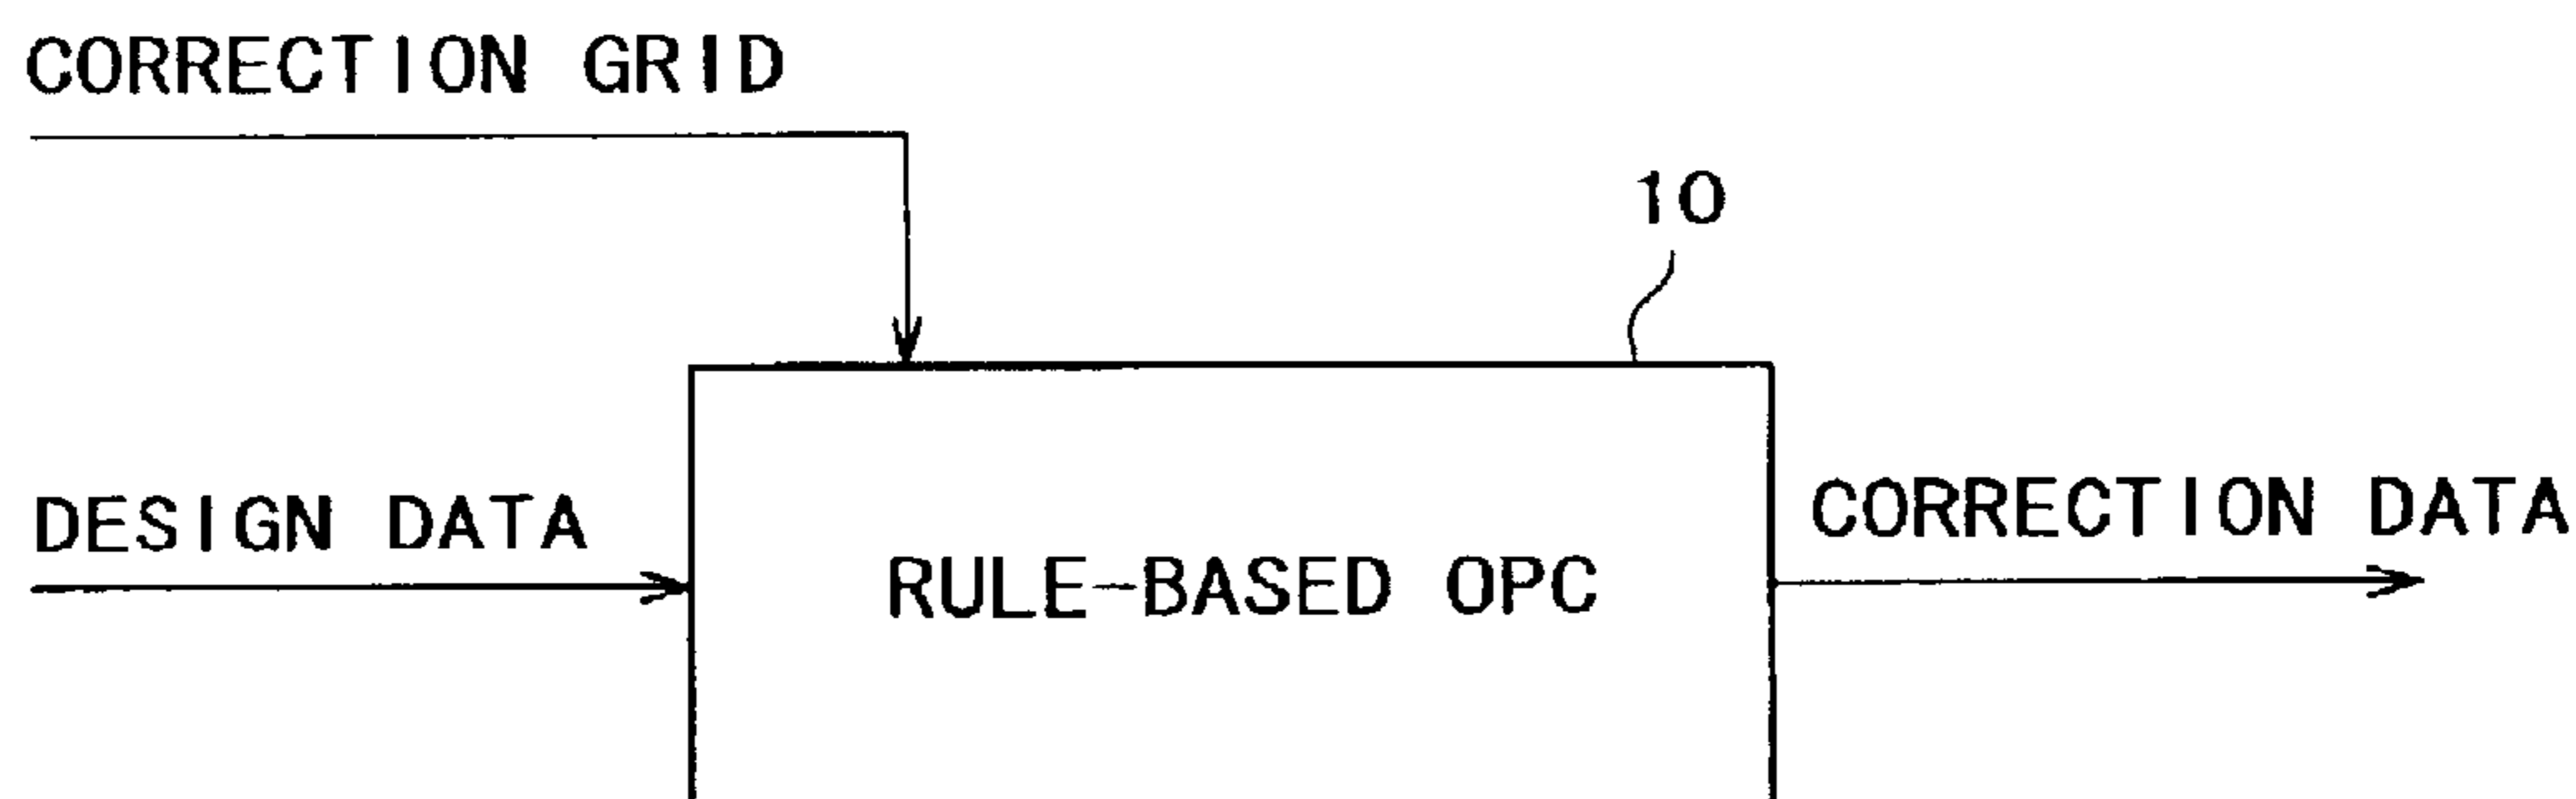 CORRECTION GRID
10
DESIGN DATA
CORRECTION DATA
RULE-BASED OPC